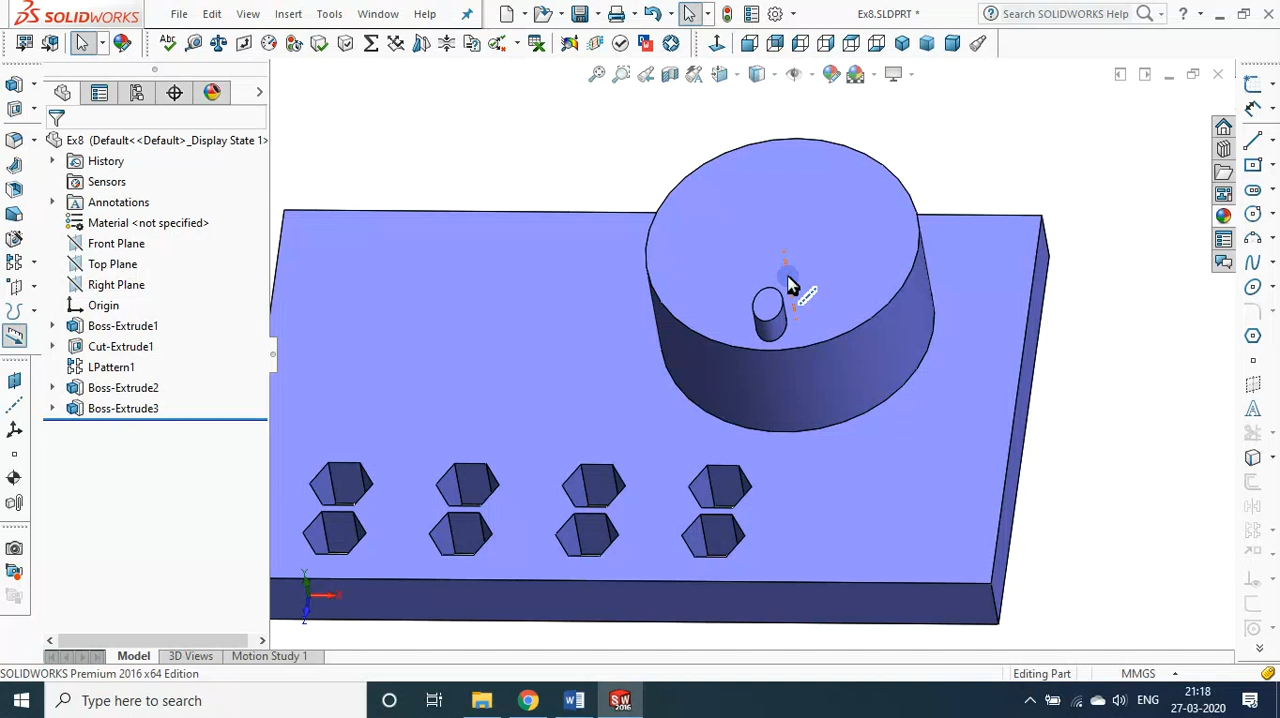 SOLIDWORKS File Edit View Insert Tools Window Help Ex8.SLDPRT * Search SOLIDWORKS Help ?
Ex8 (Default<<Default>_Display State 1>
History
Sensors
Annotations
Material <not specified>
Front Plane
Top Plane
Right Plane
Origin
Boss-Extrude1
Cut-Extrude1
LPattern1
Boss-Extrude2
Boss-Extrude3
Y
X
Z
Model 3D Views Motion Study 1
SOLIDWORKS Premium 2016 x64 Edition Editing Part MMGS
Type here to search ENG 21:18
27-03-2020